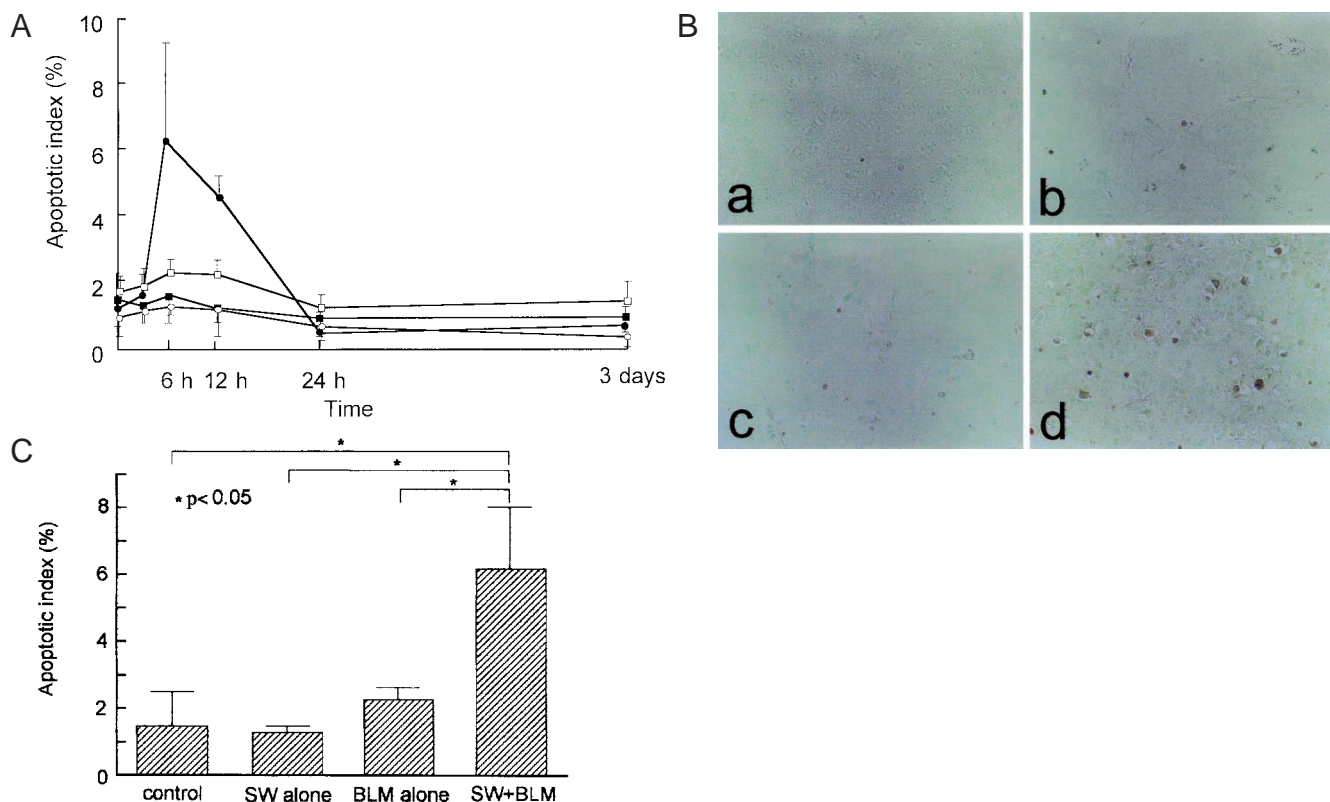 A
Apoptotic index (%)
10
8
6
4
2
0
6 h 12 h 24 h 3 days
Time
B
a
b
c
d
C
Apoptotic index (%)
8
6
4
2
0
* p< 0.05
*
*
*
control SW alone BLM alone SW+BLM